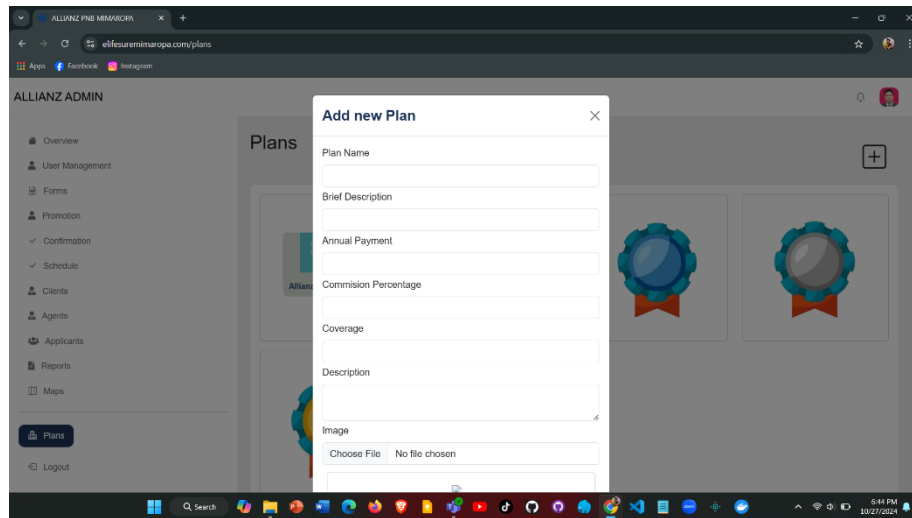 ALLIANZ PNB MIMAROPA
elifesuremimaropa.com/plans
Apps Facebook Instagram
ALLIANZ ADMIN
Overview
User Management
Forms
Promotion
Confirmation
Schedule
Clients
Agents
Applicants
Reports
Maps
Plans
Logout
Plans
Allianz
Add new Plan
Plan Name
Brief Description
Annual Payment
Commision Percentage
Coverage
Description
Image
Choose File No file chosen
Search
6:44 PM
10/27/2024